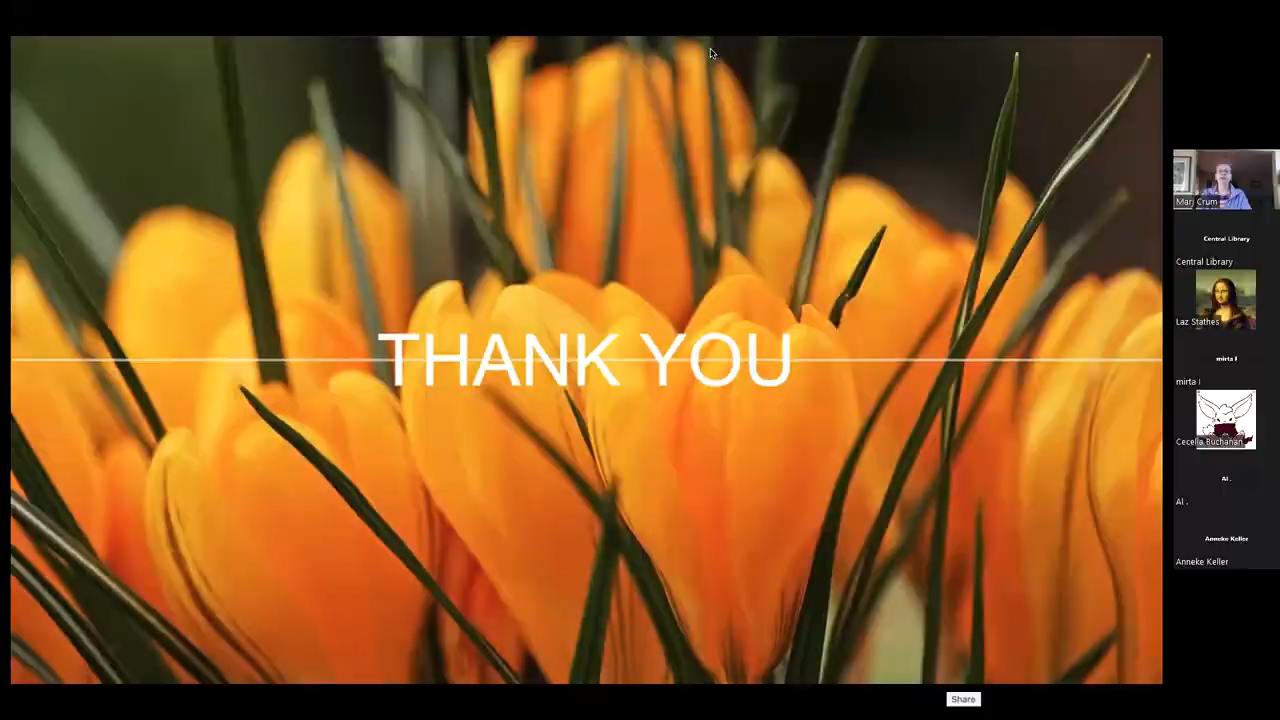 THANK YOU
Marj Crum
Central Library
Central Library
Laz Stathes
mirta l
mirta l
Cecelia Buchanan
Al .
Al .
Anneke Keller
Anneke Keller
Share